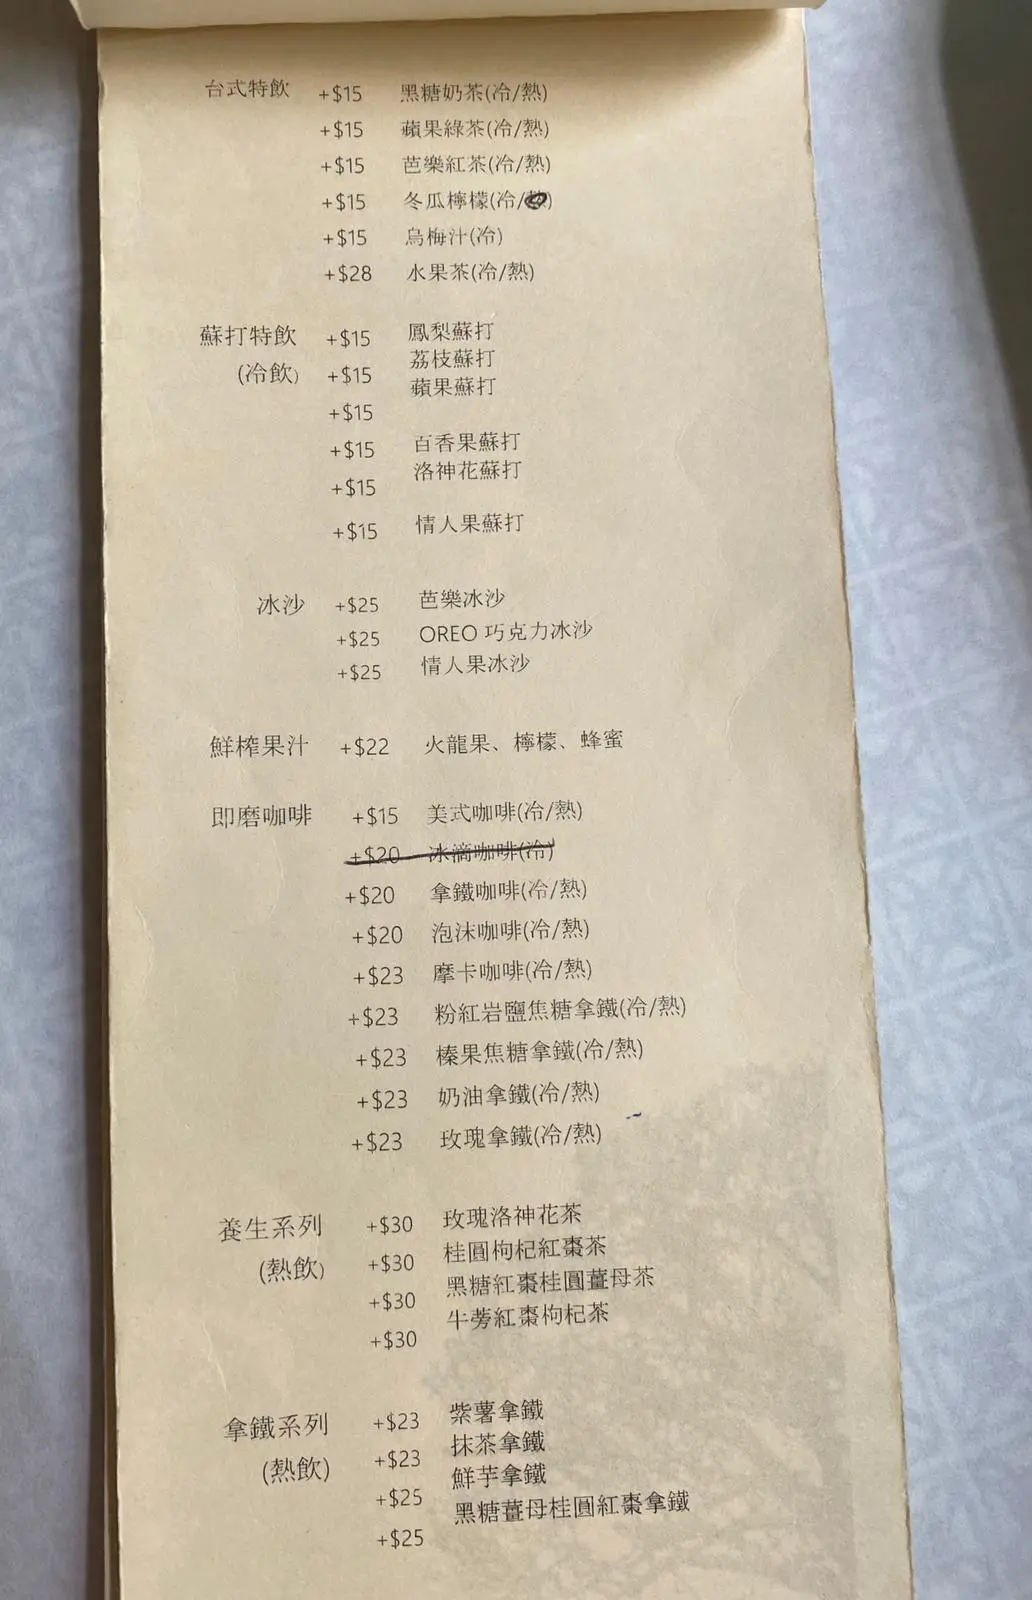 台式特飲 +$15 黑糖奶茶(冷/熱)
+$15 蘋果綠茶(冷/熱)
+$15 芭樂紅茶(冷/熱)
+$15 冬瓜檸檬(冷/熱)
+$15 烏梅汁(冷)
+$28 水果茶(冷/熱)
蘇打特飲 +$15 鳳梨蘇打
(冷飲) +$15 荔枝蘇打
+$15 蘋果蘇打
+$15 百香果蘇打
+$15 洛神花蘇打
+$15 情人果蘇打
冰沙 +$25 芭樂冰沙
+$25 OREO 巧克力冰沙
+$25 情人果冰沙
鮮榨果汁 +$22 火龍果、檸檬、蜂蜜
即磨咖啡 +$15 美式咖啡(冷/熱)
+$20 冰滴咖啡(冷)
+$20 拿鐵咖啡(冷/熱)
+$20 泡沫咖啡(冷/熱)
+$23 摩卡咖啡(冷/熱)
+$23 粉紅岩鹽焦糖拿鐵(冷/熱)
+$23 榛果焦糖拿鐵(冷/熱)
+$23 奶油拿鐵(冷/熱)
+$23 玫瑰拿鐵(冷/熱)
養生系列 +$30 玫瑰洛神花茶
(熱飲) +$30 桂圓枸杞紅棗茶
+$30 黑糖紅棗桂圓薑母茶
+$30 牛蒡紅棗枸杞茶
拿鐵系列 +$23 紫薯拿鐵
(熱飲) +$23 抹茶拿鐵
+$25 鮮芋拿鐵
+$25 黑糖薑母桂圓紅棗拿鐵